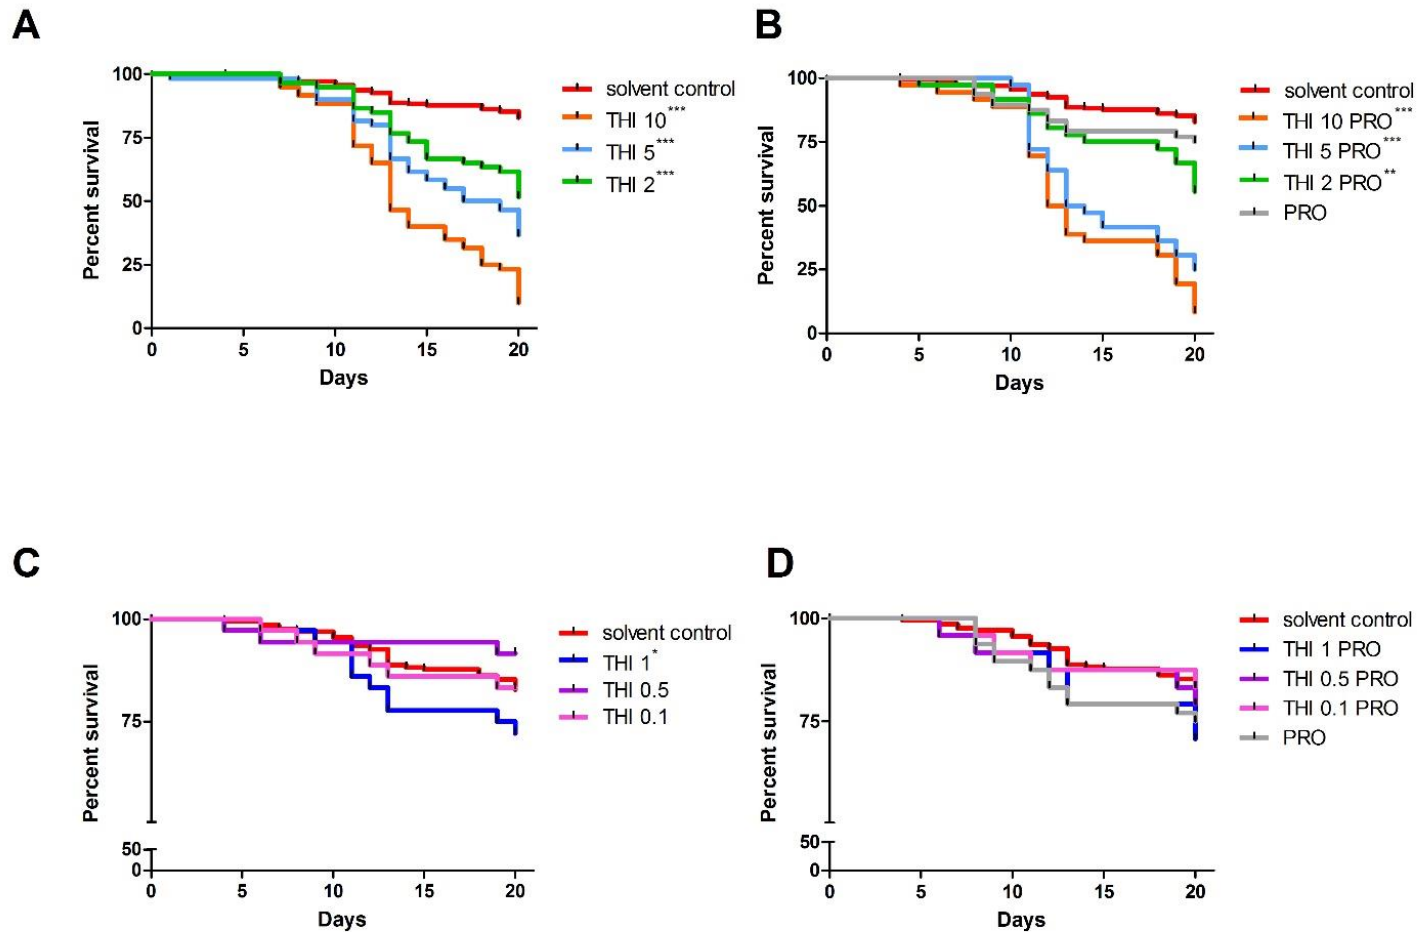 A
Percent survival
100
75
50
25
0
0 5 10 15 20
Days
solvent control
THI 10***
THI 5***
THI 2***
B
Percent survival
100
75
50
25
0
0 5 10 15 20
Days
solvent control
THI 10 PRO***
THI 5 PRO***
THI 2 PRO**
PRO
C
Percent survival
100
75
50
0
0 5 10 15 20
Days
solvent control
THI 1*
THI 0.5
THI 0.1
D
Percent survival
100
75
50
0
0 5 10 15 20
Days
solvent control
THI 1 PRO
THI 0.5 PRO
THI 0.1 PRO
PRO